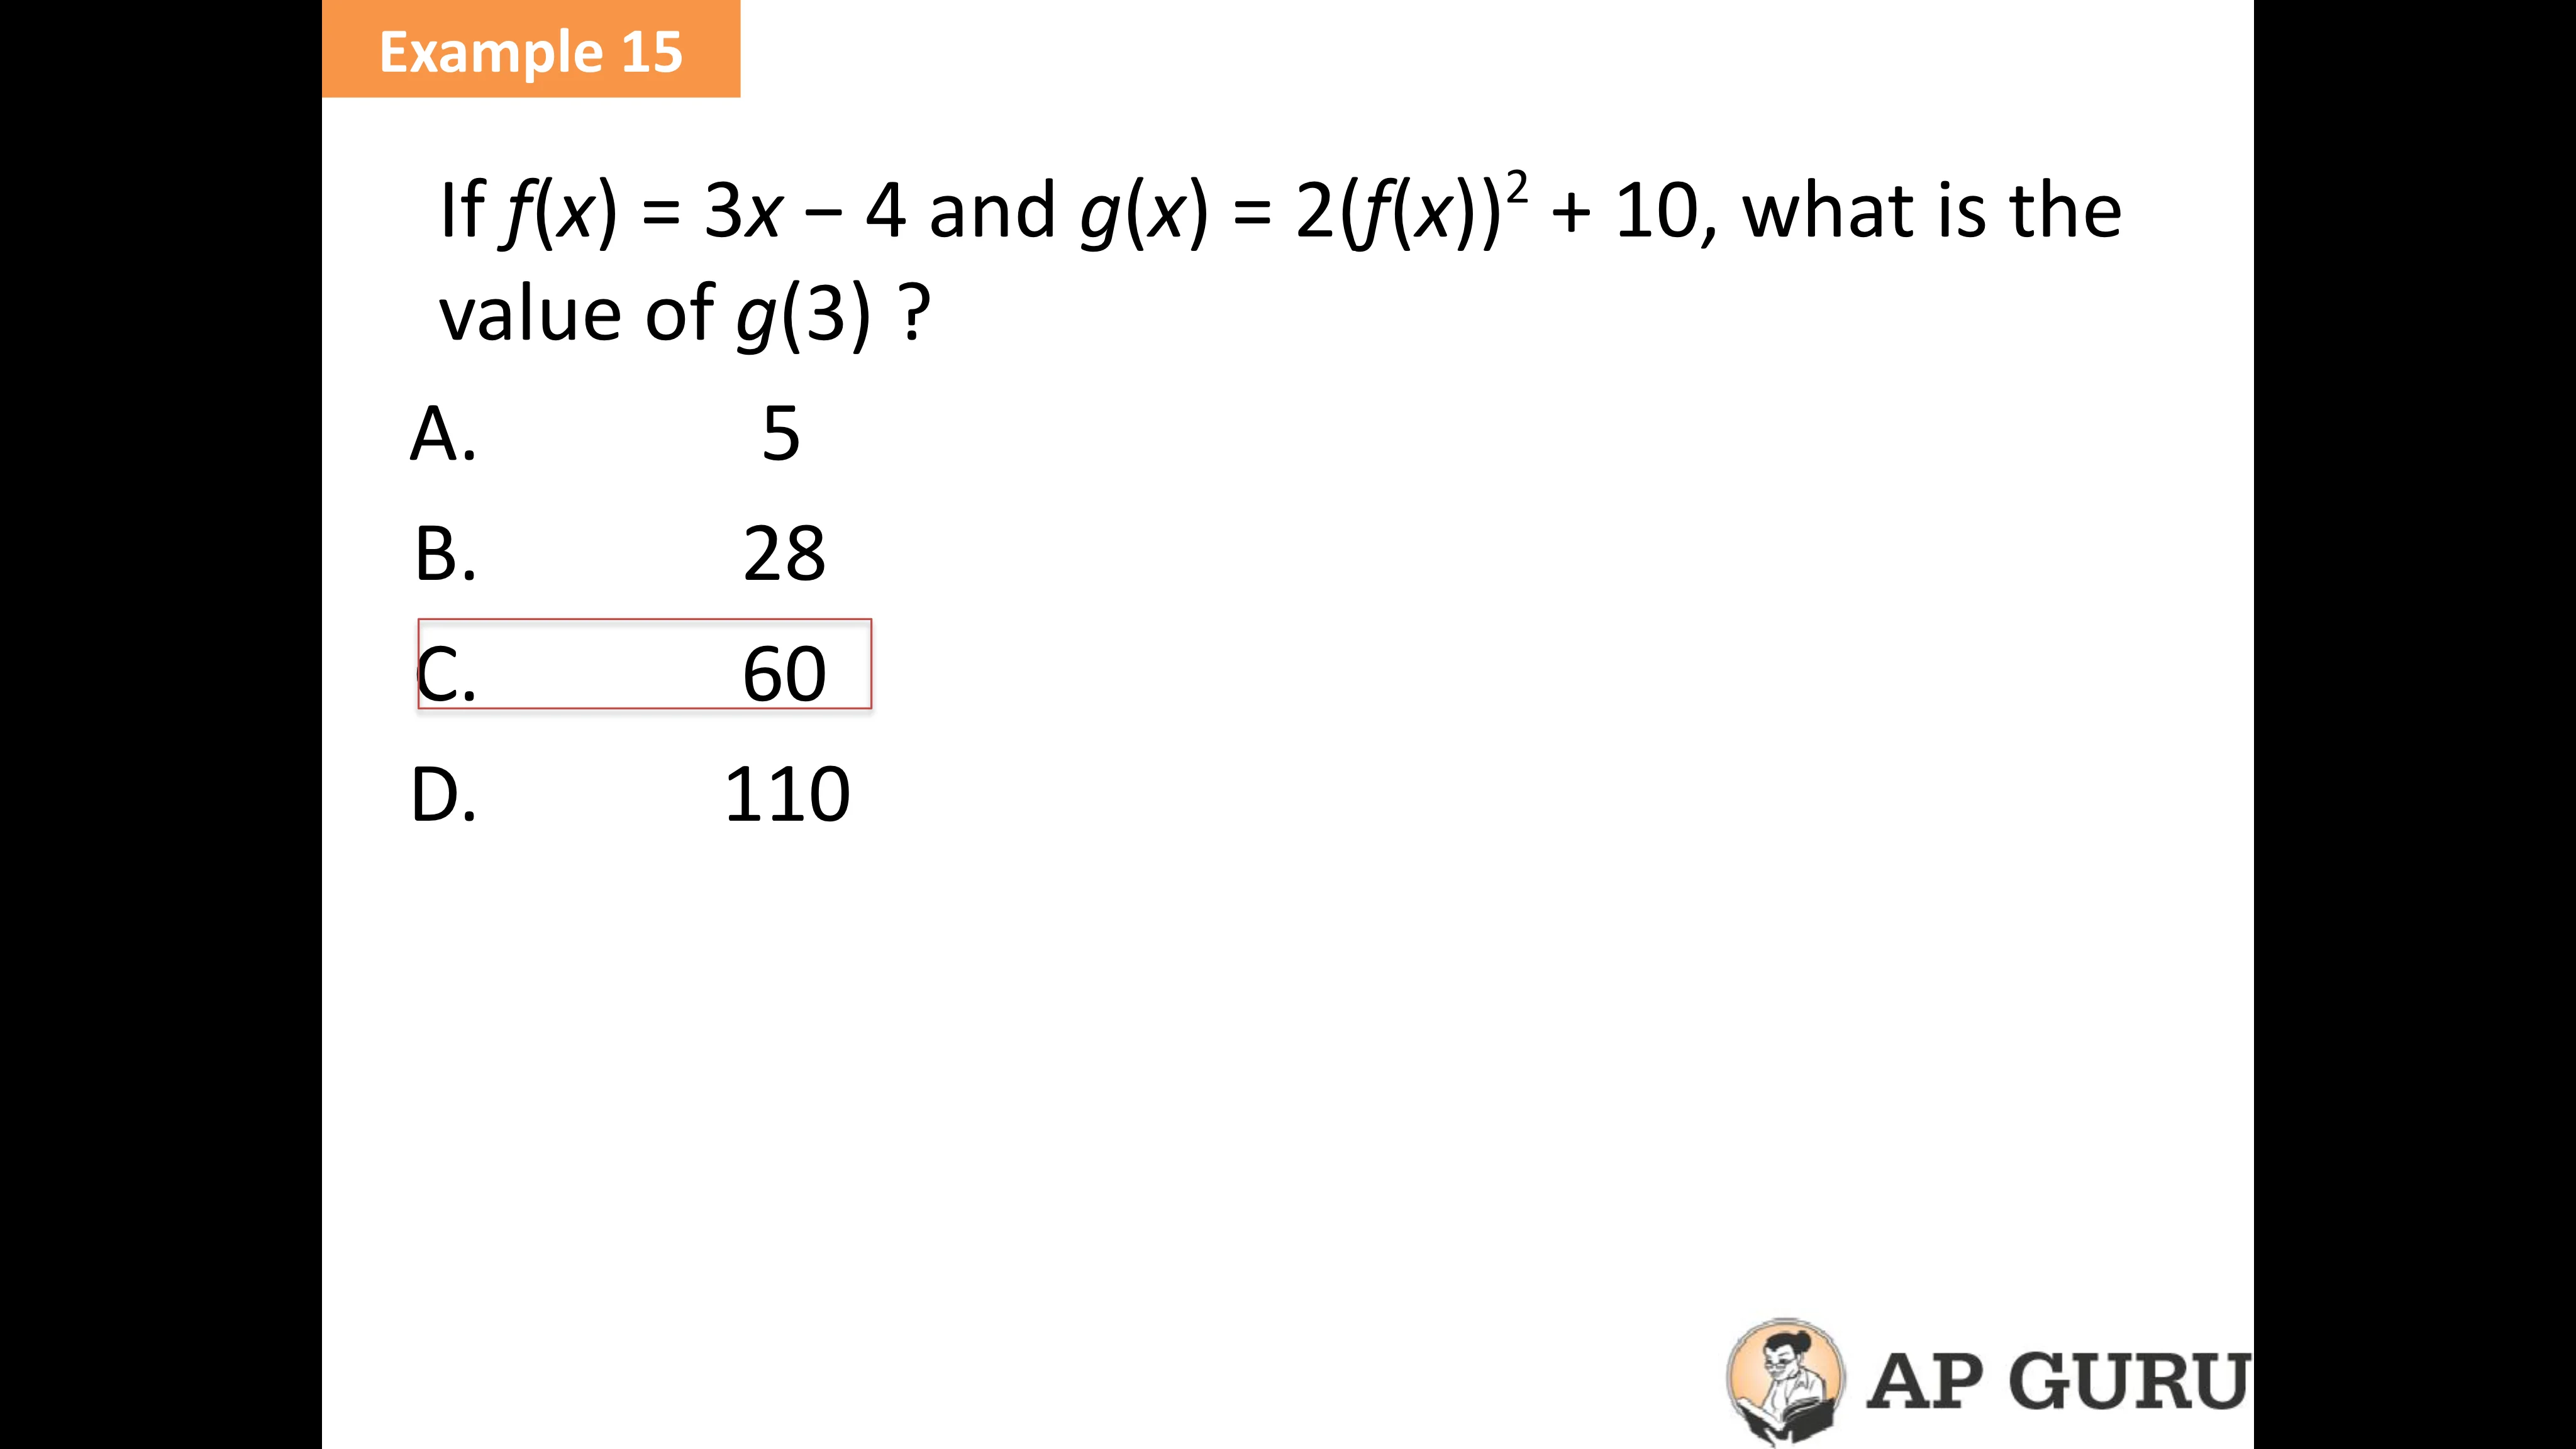 Example 15
If f(x) = 3x − 4 and g(x) = 2(f(x))² + 10, what is the
value of g(3) ?
A. 5
B. 28
C. 60
D. 110
AP GURU